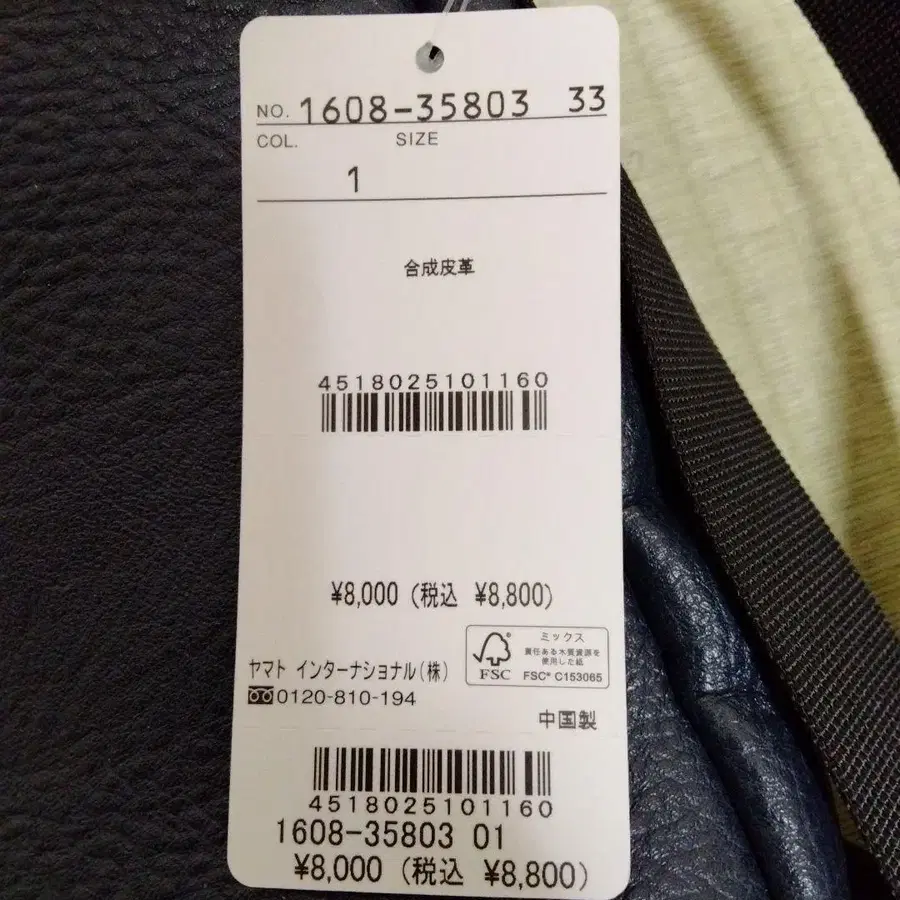 NO. 1608-35803 33
COL. SIZE
1
合成皮革
4518025101160
¥8,000 (税込 ¥8,800)
ミックス
責任ある木質資源を
使用した紙
FSC FSC® C153065
ヤマト インターナショナル(株)
0120-810-194
中国製
4518025101160
1608-35803 01
¥8,000 (税込 ¥8,800)